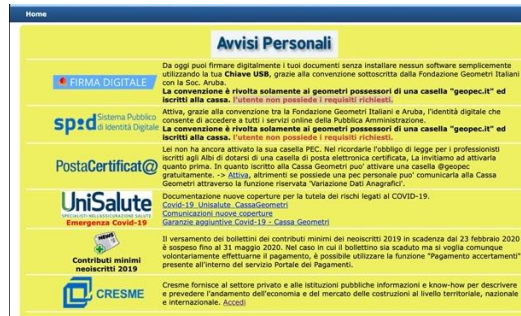 Home
Avvisi Personali
FIRMA DIGITALE
Da oggi puoi firmare digitalmente i tuoi documenti senza installare nessun software semplicemente
utilizzando la tua Chiave USB, grazie alla convenzione sottoscritta dalla Fondazione Geometri Italiani
con la Soc. Aruba.
La convenzione è rivolta solamente ai geometri possessori di una casella "geopec.it" ed
iscritti alla cassa. l'utente non possiede i requisiti richiesti.
sp:d Sistema Pubblico
di Identità Digitale
Attiva, grazie alla convenzione tra la Fondazione Geometri Italiani e Aruba, l'identità digitale che
consente di accedere a tutti i servizi online della Pubblica Amministrazione.
La convenzione è rivolta solamente ai geometri possessori di una casella "geopec.it" ed
iscritti alla cassa. l'utente non possiede i requisiti richiesti.
PostaCertific@t@
Lei non ha ancora attivato la sua casella PEC. Nel ricordarle l'obbligo di legge per i professionisti
iscritti agli Albi di dotarsi di una casella di posta elettronica certificata, La invitiamo ad attivarla
quanto prima. In quanto iscritto alla Cassa Geometri puo' attivare una casella @geopec
gratuitamente. -> Attiva, altrimenti se possiede una pec personale puo' comunicarla alla Cassa
Geometri attraverso la funzione riservata 'Variazione Dati Anagrafici'.
UniSalute
SPECIALISTI NELL'ASSICURAZIONE SALUTE
Emergenza Covid-19
Documentazione nuove coperture per la tutela dei rischi legati al COVID-19.
Covid-19_Unisalute_CassaGeometri
Comunicazioni nuove coperture
Garanzie aggiuntive Covid-19 - Cassa Geometri
NEWS
Contributi minimi
neoiscritti 2019
Il versamento dei bollettini dei contributi minimi dei neoiscritti 2019 in scadenza dal 23 febbraio 2020
è sospeso fino al 31 maggio 2020. Nel caso in cui il bollettino sia scaduto ma si voglia comunque
volontariamente effettuarne il pagamento, è possibile utilizzare la funzione "Pagamento accertamenti"
presente all'interno del servizio Portale dei Pagamenti.
CRESME
Cresme fornisce al settore privato e alle istituzioni pubbliche informazioni e know-how per descrivere
e prevedere l'andamento dell'economia e del mercato delle costruzioni al livello territoriale, nazionale
e internazionale. Accedi